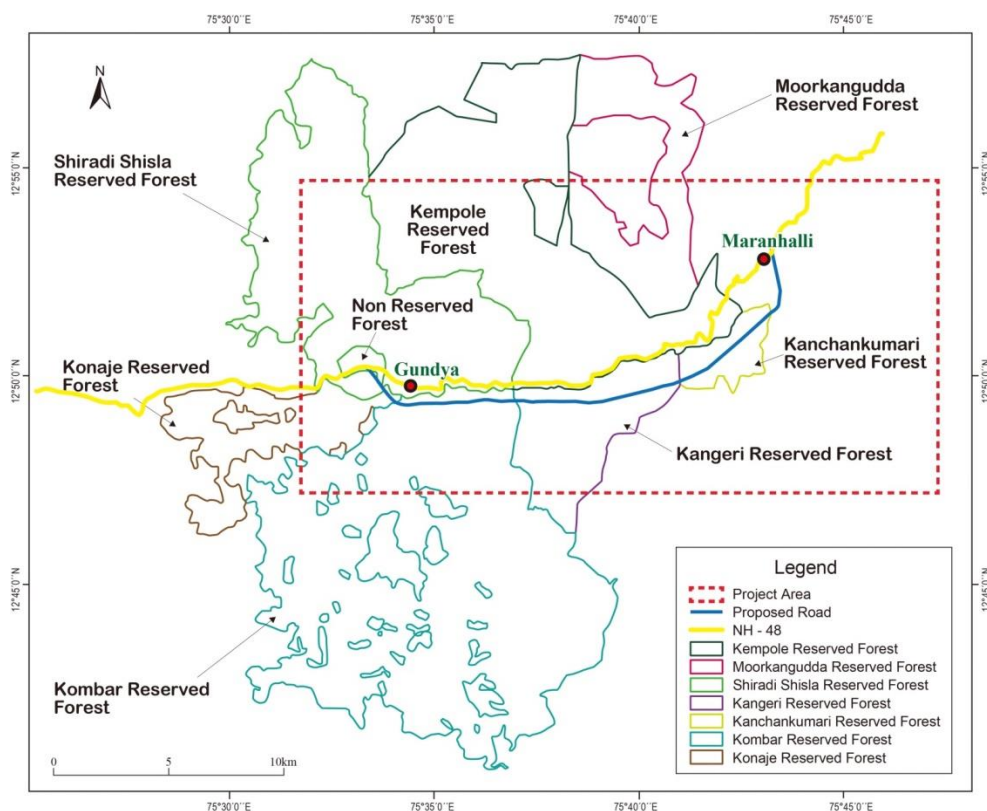 75°30'0''E
75°35'0''E
75°40'0''E
75°45'0''E
N
Moorkangudda
Reserved Forest
Shiradi Shisla
Reserved Forest
12°55'0''N
12°55'0''N
Kempole
Reserved
Forest
Maranhalli
Non Reserved
Forest
Konaje Reserved
Forest
Gundya
Kanchankumari
Reserved Forest
12°50'0''N
12°50'0''N
Kangeri Reserved Forest
12°45'0''N
12°45'0''N
Kombar Reserved
Forest
0 5 10km
Legend
Project Area
Proposed Road
NH - 48
Kempole Reserved Forest
Moorkangudda Reserved Forest
Shiradi Shisla Reserved Forest
Kangeri Reserved Forest
Kanchankumari Reserved Forest
Kombar Reserved Forest
Konaje Reserved Forest
75°30'0''E
75°35'0''E
75°40'0''E
75°45'0''E